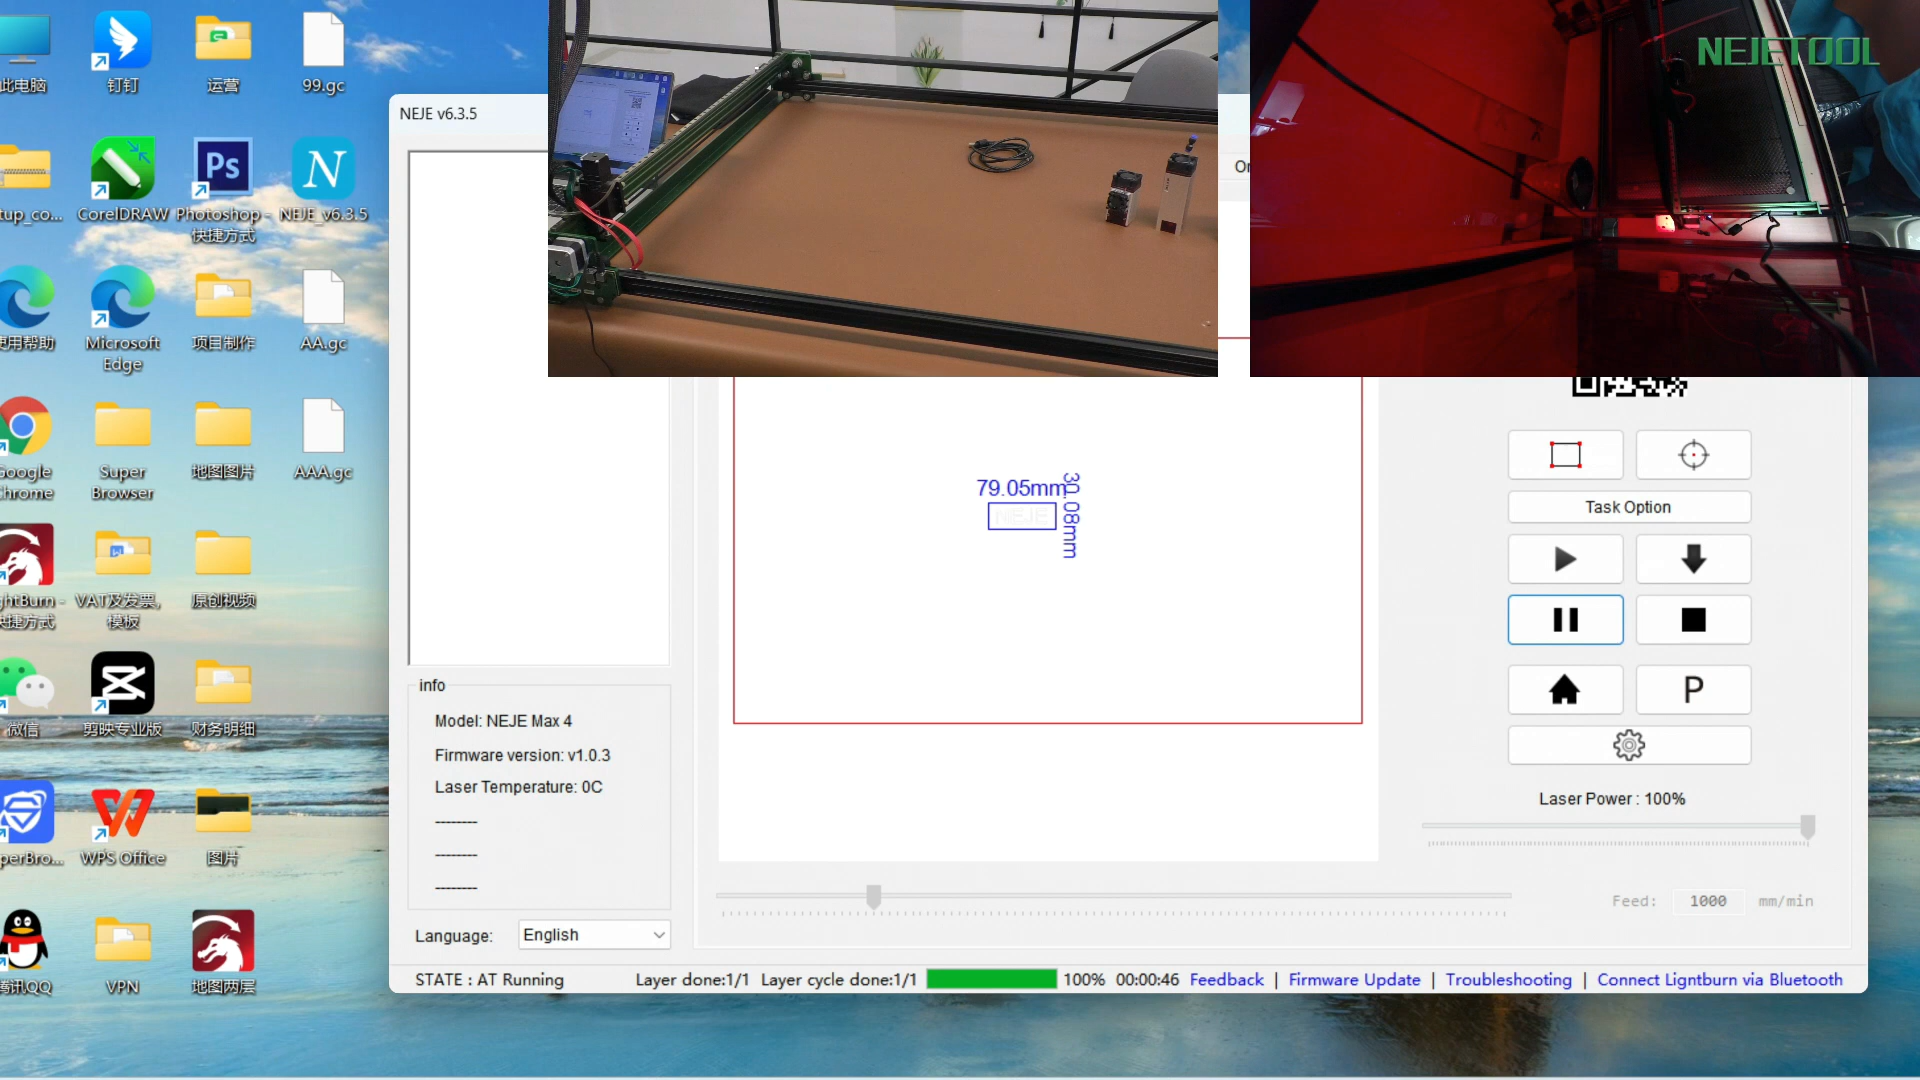 此电脑
钉钉
运营
99.gc
NEJE v6.3.5
NEJETOOL
tup_co...
CorelDRAW
Ps
Photoshop -
快捷方式
N
NEJE_v6.3.5
使用帮助
Microsoft
Edge
项目制作
AA.gc
Google
Chrome
Super
Browser
地图图片
AAA.gc
ghtBurn -
快捷方式
VAT及发票,
模板
原创视频
微信
剪映专业版
财务明细
perBro...
WPS Office
图片
腾讯QQ
VPN
地图两层
79.05mm
30.08mm
NEJE
info
Model: NEJE Max 4
Firmware version: v1.0.3
Laser Temperature: 0C
--------
--------
--------
Language:
English
Task Option
P
Laser Power : 100%
Feed: 1000 mm/min
STATE : AT Running
Layer done:1/1 Layer cycle done:1/1
100% 00:00:46
Feedback | Firmware Update | Troubleshooting | Connect Ligntburn via Bluetooth